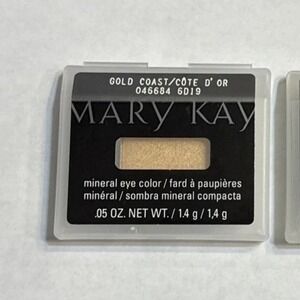 GOLD COAST/CÔTE D'OR
046684 6D19
MARY KAY
mineral eye color / fard à paupières
minéral / sombra mineral compacta
.05 OZ. NET WT. / 1.4 g / 1,4 g